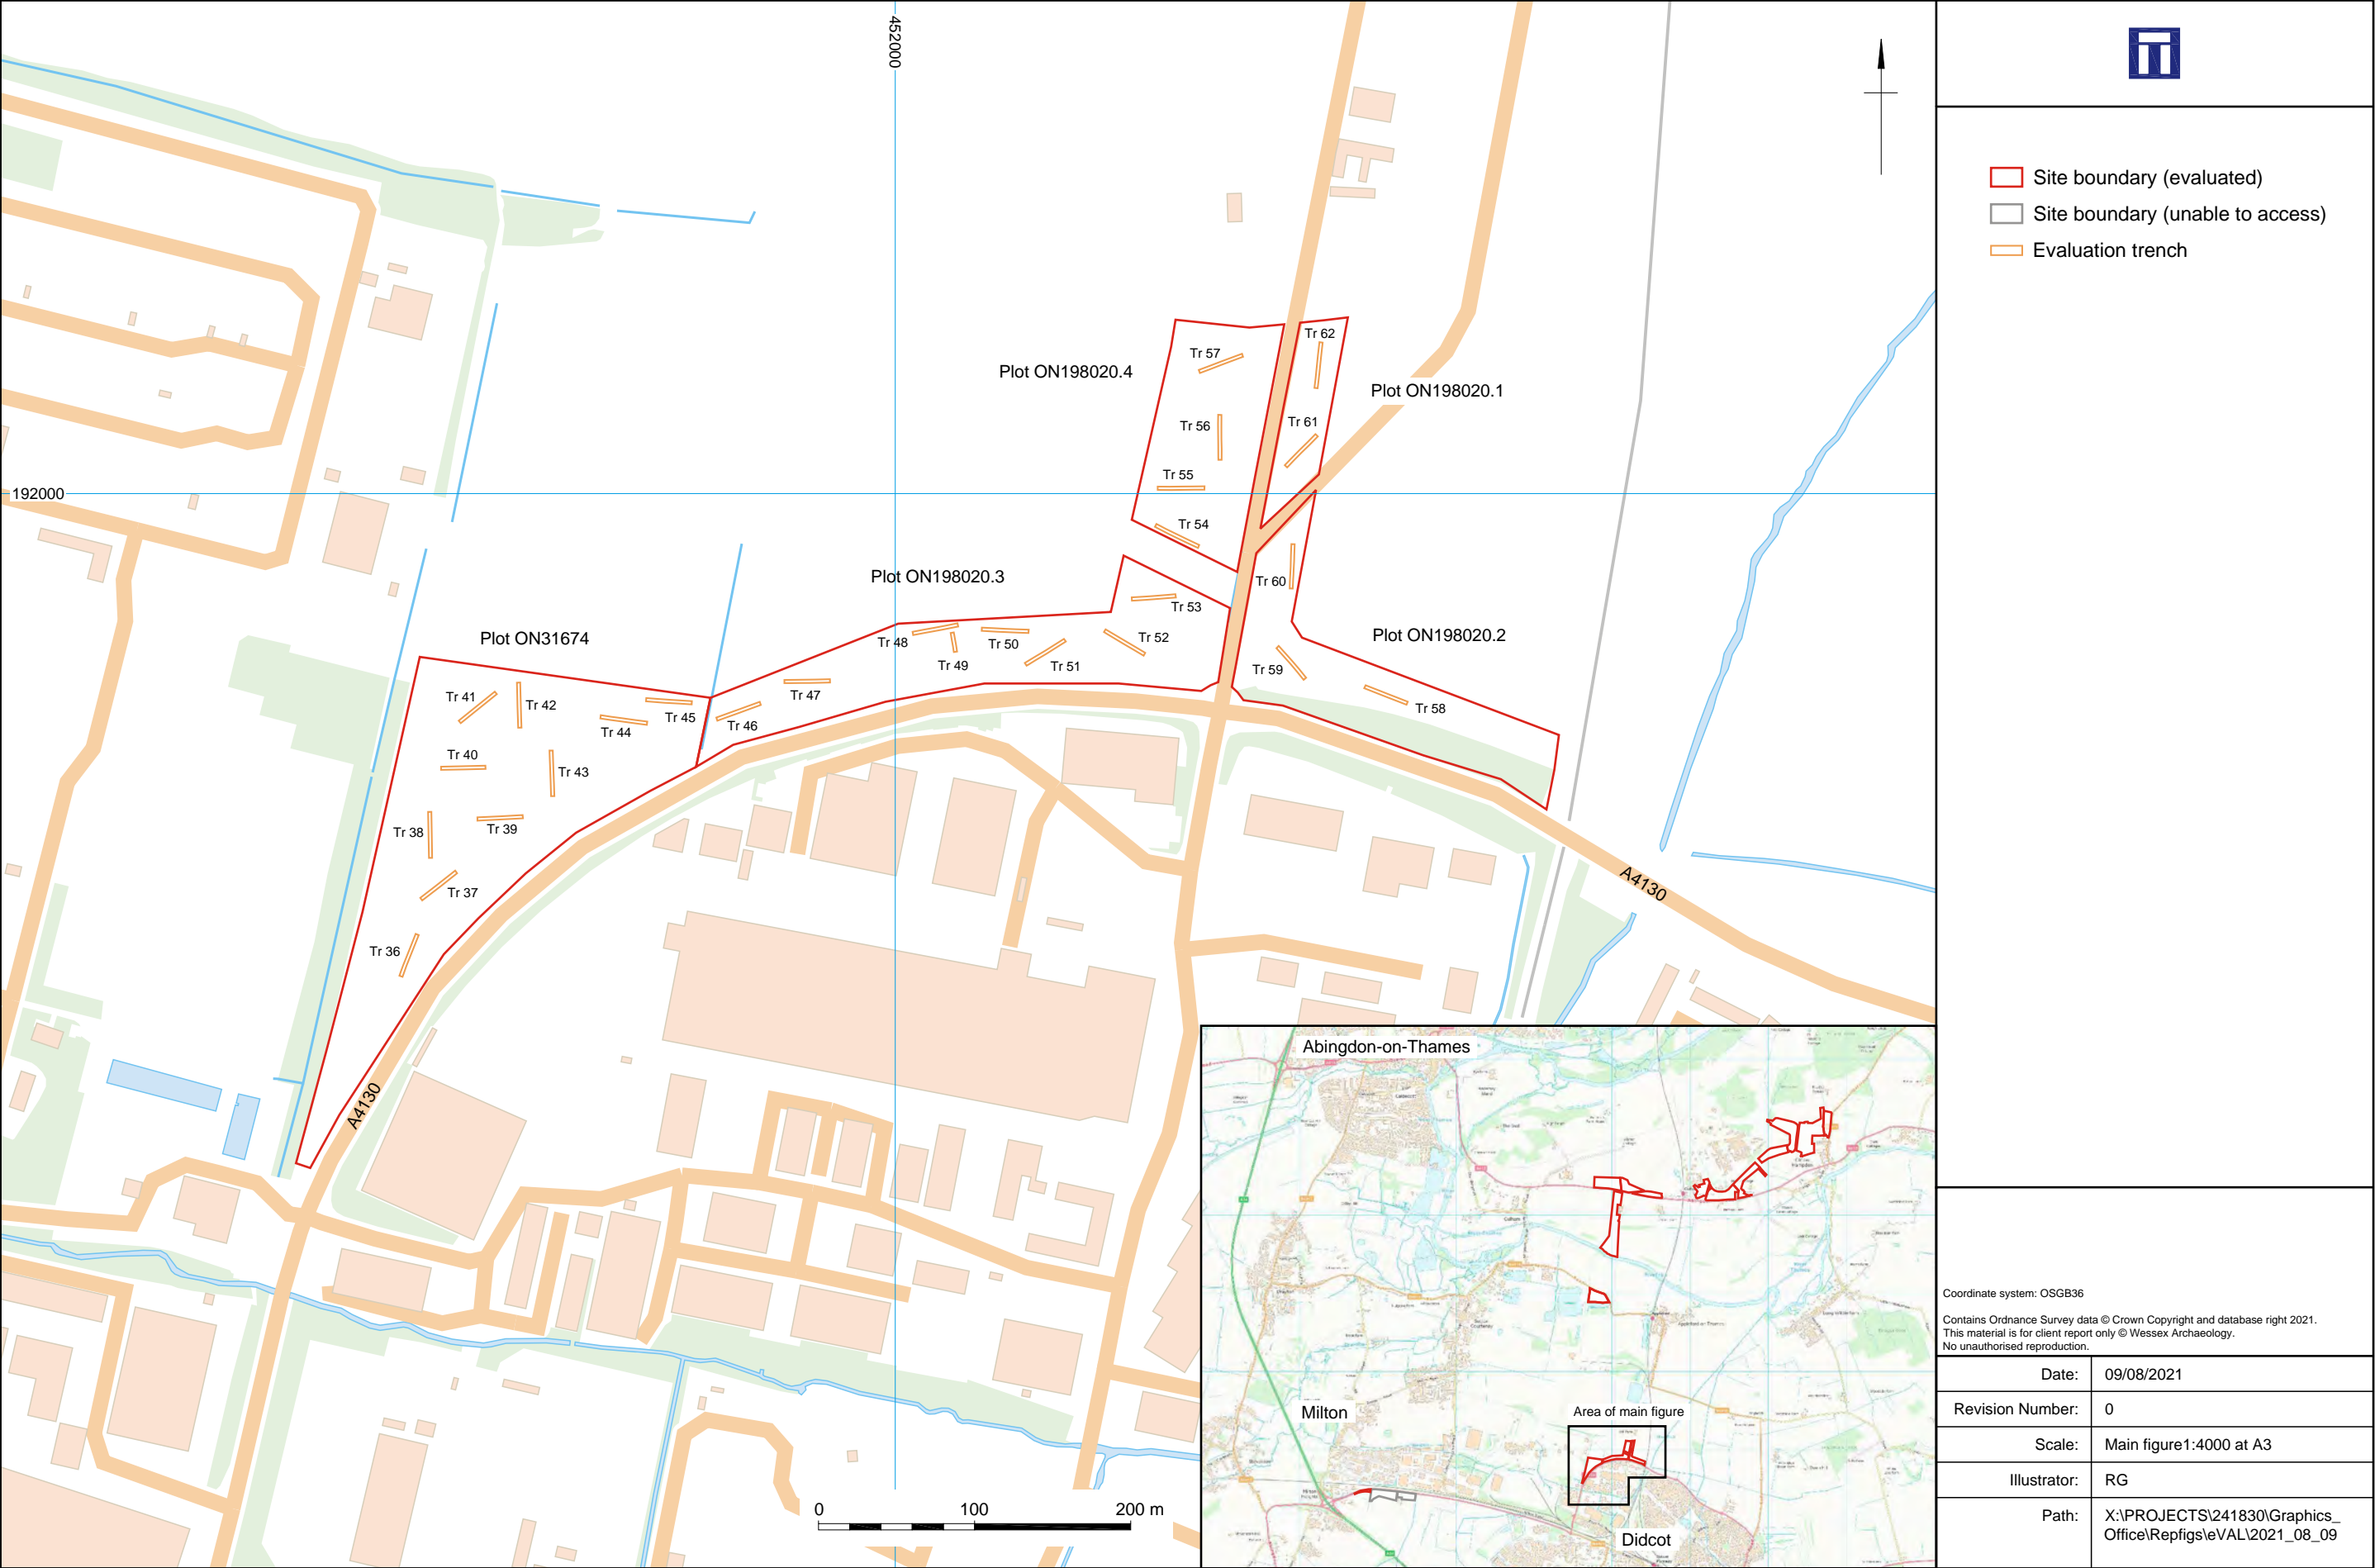 452000
192000
Tr 62
Tr 57
Plot ON198020.4
Plot ON198020.1
Tr 61
Tr 56
Tr 55
Tr 54
Plot ON198020.3
Tr 60
Tr 53
Plot ON31674
Tr 48
Tr 50
Tr 52
Plot ON198020.2
Tr 49
Tr 51
Tr 59
Tr 41
Tr 42
Tr 45
Tr 47
Tr 46
Tr 58
Tr 44
Tr 40
Tr 43
Tr 38
Tr 39
Tr 37
Tr 36
A4130
A4130
0 100 200 m
Abingdon-on-Thames
Milton
Area of main figure
Didcot
Site boundary (evaluated)
Site boundary (unable to access)
Evaluation trench
Coordinate system: OSGB36
Contains Ordnance Survey data © Crown Copyright and database right 2021.
This material is for client report only © Wessex Archaeology.
No unauthorised reproduction.
Date: 09/08/2021
Revision Number: 0
Scale: Main figure1:4000 at A3
Illustrator: RG
Path: X:\PROJECTS\241830\Graphics_
Office\Repfigs\eVAL\2021_08_09